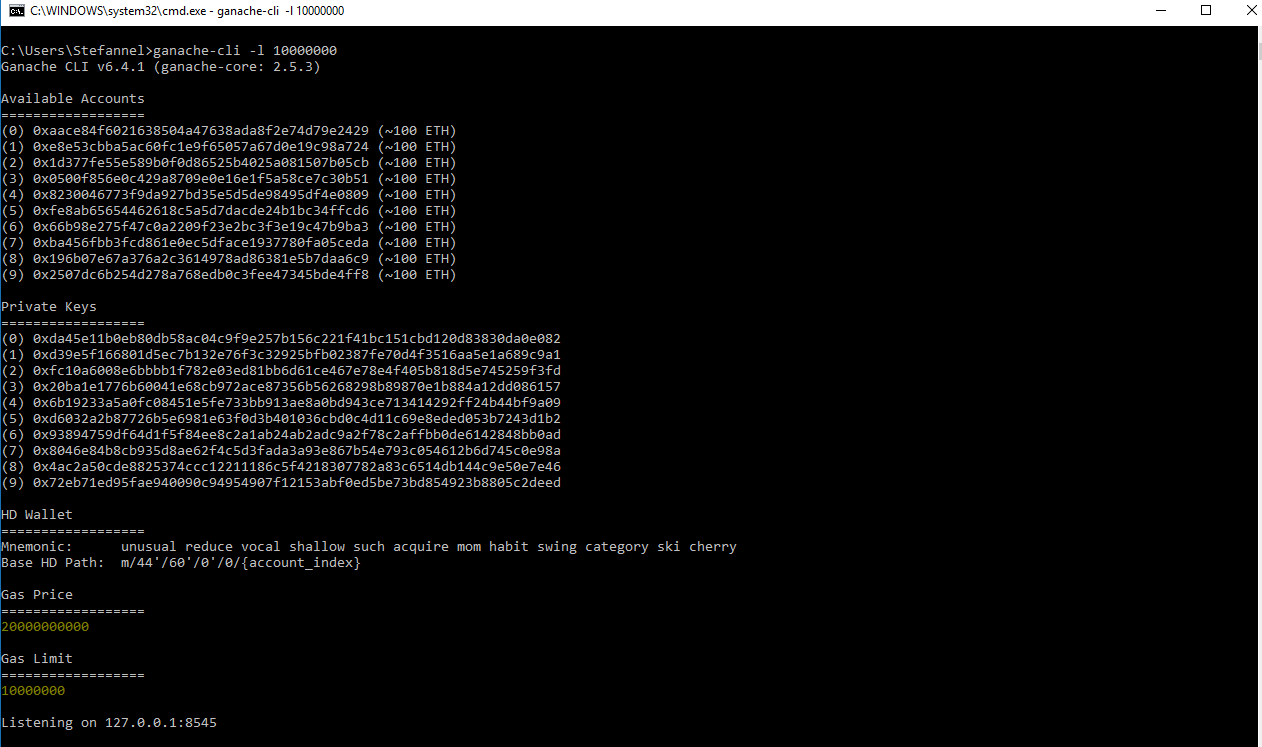 C:\WINDOWS\system32\cmd.exe - ganache-cli -l 10000000
C:\Users\Stefannel>ganache-cli -l 10000000
Ganache CLI v6.4.1 (ganache-core: 2.5.3)
Available Accounts
==================
(0) 0xaace84f6021638504a47638ada8f2e74d79e2429 (~100 ETH)
(1) 0xe8e53cbba5ac60fc1e9f65057a67d0e19c98a724 (~100 ETH)
(2) 0x1d377fe55e589b0f0d86525b4025a081507b05cb (~100 ETH)
(3) 0x0500f856e0c429a8709e0e16e1f5a58ce7c30b51 (~100 ETH)
(4) 0x8230046773f9da927bd35e5d5de98495df4e0809 (~100 ETH)
(5) 0xfe8ab65654462618c5a5d7dacde24b1bc34ffcd6 (~100 ETH)
(6) 0x66b98e275f47c0a2209f23e2bc3f3e19c47b9ba3 (~100 ETH)
(7) 0xba456fbb3fcd861e0ec5dface1937780fa05ceda (~100 ETH)
(8) 0x196b07e67a376a2c3614978ad86381e5b7daa6c9 (~100 ETH)
(9) 0x2507dc6b254d278a768edb0c3fee47345bde4ff8 (~100 ETH)
Private Keys
==================
(0) 0xda45e11b0eb80db58ac04c9f9e257b156c221f41bc151cbd120d83830da0e082
(1) 0xd39e5f166801d5ec7b132e76f3c32925bfb02387fe70d4f3516aa5e1a689c9a1
(2) 0xfc10a6008e6bbbb1f782e03ed81bb6d61ce467e78e4f405b818d5e745259f3fd
(3) 0x20ba1e1776b60041e68cb972ace87356b56268298b89870e1b884a12dd086157
(4) 0x6b19233a5a0fc08451e5fe733bb913ae8a0bd943ce713414292ff24b44bf9a09
(5) 0xd6032a2b87726b5e6981e63f0d3b401036cbd0c4d11c69e8eded053b7243d1b2
(6) 0x93894759df64d1f5f84ee8c2a1ab24ab2adc9a2f78c2affbb0de6142848bb0ad
(7) 0x8046e84b8cb935d8ae62f4c5d3fada3a93e867b54e793c054612b6d745c0e98a
(8) 0x4ac2a50cde8825374ccc12211186c5f4218307782a83c6514db144c9e50e7e46
(9) 0x72eb71ed95fae940090c94954907f12153abf0ed5be73bd854923b8805c2deed
HD Wallet
==================
Mnemonic:      unusual reduce vocal shallow such acquire mom habit swing category ski cherry
Base HD Path:  m/44'/60'/0'/0/{account_index}
Gas Price
==================
20000000000
Gas Limit
==================
10000000
Listening on 127.0.0.1:8545